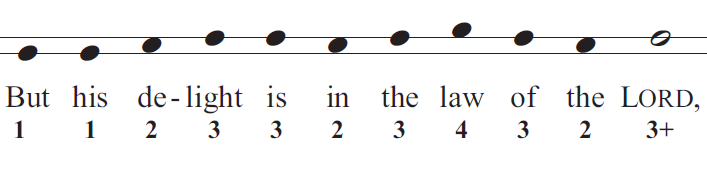 But his de-light is in the law of the LORD,
1 1 2 3 3 2 3 4 3 2 3+